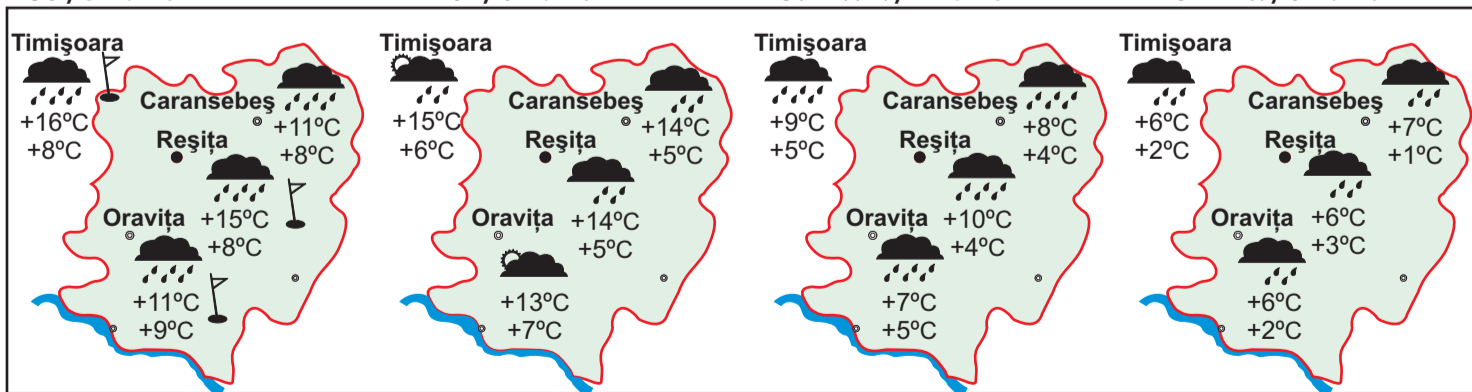 Timişoara
+16ºC
+8ºC
Caransebeş
+11ºC
+8ºC
Reşiţa
+15ºC
+8ºC
Oraviţa
+11ºC
+9ºC
Timişoara
+15ºC
+6ºC
Caransebeş
+14ºC
+5ºC
Reşiţa
+14ºC
+5ºC
Oraviţa
+13ºC
+7ºC
Timişoara
+9ºC
+5ºC
Caransebeş
+8ºC
+4ºC
Reşiţa
+10ºC
+4ºC
Oraviţa
+7ºC
+5ºC
Timişoara
+6ºC
+2ºC
Caransebeş
+7ºC
+1ºC
Reşiţa
+6ºC
+3ºC
Oraviţa
+6ºC
+2ºC